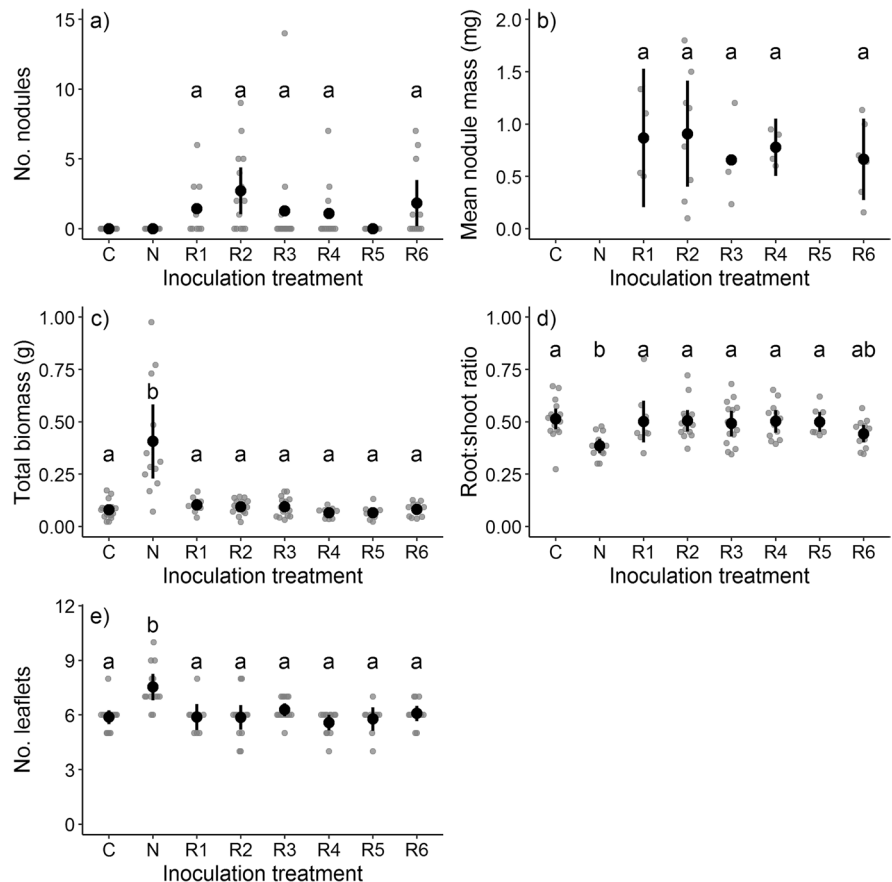 a)
No. nodules
15
10
5
0
a a a a a
C N R1 R2 R3 R4 R5 R6
Inoculation treatment
b)
Mean nodule mass (mg)
2.0
1.5
1.0
0.5
0.0
a a a a a
C N R1 R2 R3 R4 R5 R6
Inoculation treatment
c)
Total biomass (g)
1.00
0.75
0.50
0.25
0.00
b
a a a a a a a
C N R1 R2 R3 R4 R5 R6
Inoculation treatment
d)
Root:shoot ratio
1.00
0.75
0.50
0.25
0.00
a b a a a a a ab
C N R1 R2 R3 R4 R5 R6
Inoculation treatment
e)
No. leaflets
12
9
6
3
0
b
a a a a a a a
C N R1 R2 R3 R4 R5 R6
Inoculation treatment